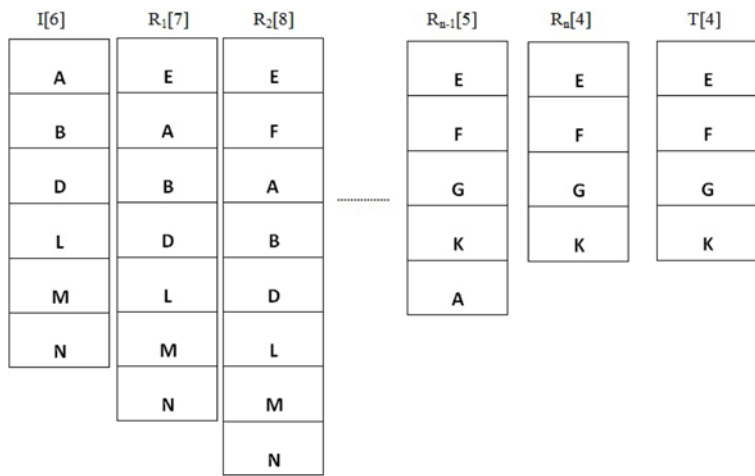 I[6] R₁[7] R₂[8] Rₙ₋₁[5] Rₙ[4] T[4]
A E E E E E
B A F F F F
D B A G G G
L D B K K K
M L D A
N M L
N M
N